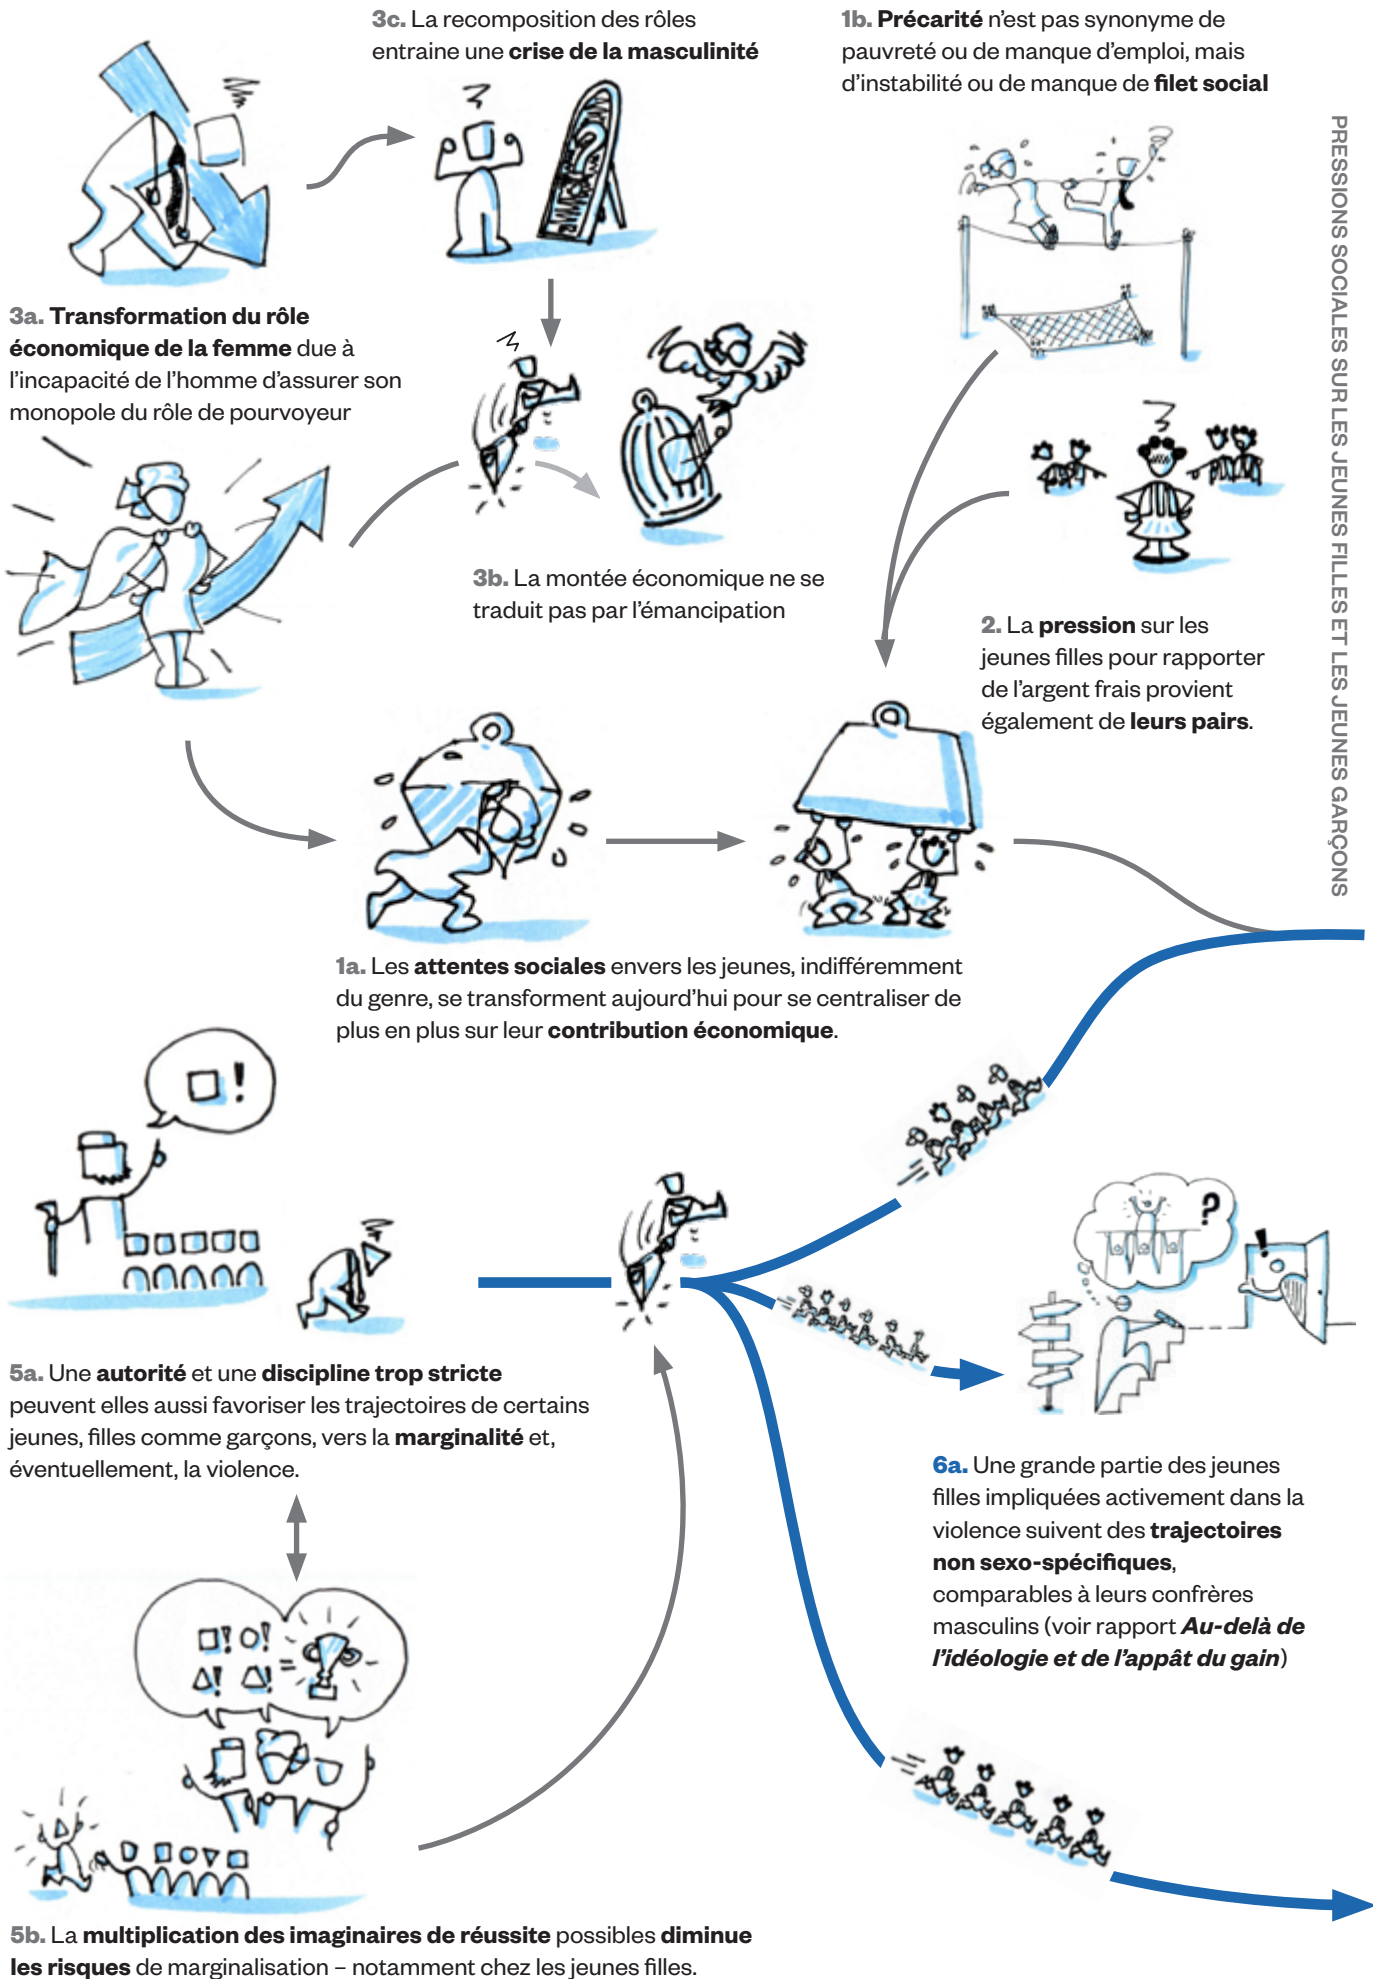 3c. La recomposition des rôles
entraine une crise de la masculinité
1b. Précarité n'est pas synonyme de
pauvreté ou de manque d'emploi, mais
d'instabilité ou de manque de filet social
PRESSIONS SOCIALES SUR LES JEUNES FILLES ET LES JEUNES GARÇONS
?
3a. Transformation du rôle
économique de la femme due à
l'incapacité de l'homme d'assurer son
monopole du rôle de pourvoyeur
3b. La montée économique ne se
traduit pas par l'émancipation
2. La pression sur les
jeunes filles pour rapporter
de l'argent frais provient
également de leurs pairs.
1a. Les attentes sociales envers les jeunes, indifféremment
du genre, se transforment aujourd'hui pour se centraliser de
plus en plus sur leur contribution économique.
!
?
!
5a. Une autorité et une discipline trop stricte
peuvent elles aussi favoriser les trajectoires de certains
jeunes, filles comme garçons, vers la marginalité et,
éventuellement, la violence.
6a. Une grande partie des jeunes
filles impliquées activement dans la
violence suivent des trajectoires
non sexo-spécifiques,
comparables à leurs confrères
masculins (voir rapport Au-delà de
l'idéologie et de l'appât du gain)
! !
! ! =
5b. La multiplication des imaginaires de réussite possibles diminue
les risques de marginalisation – notamment chez les jeunes filles.